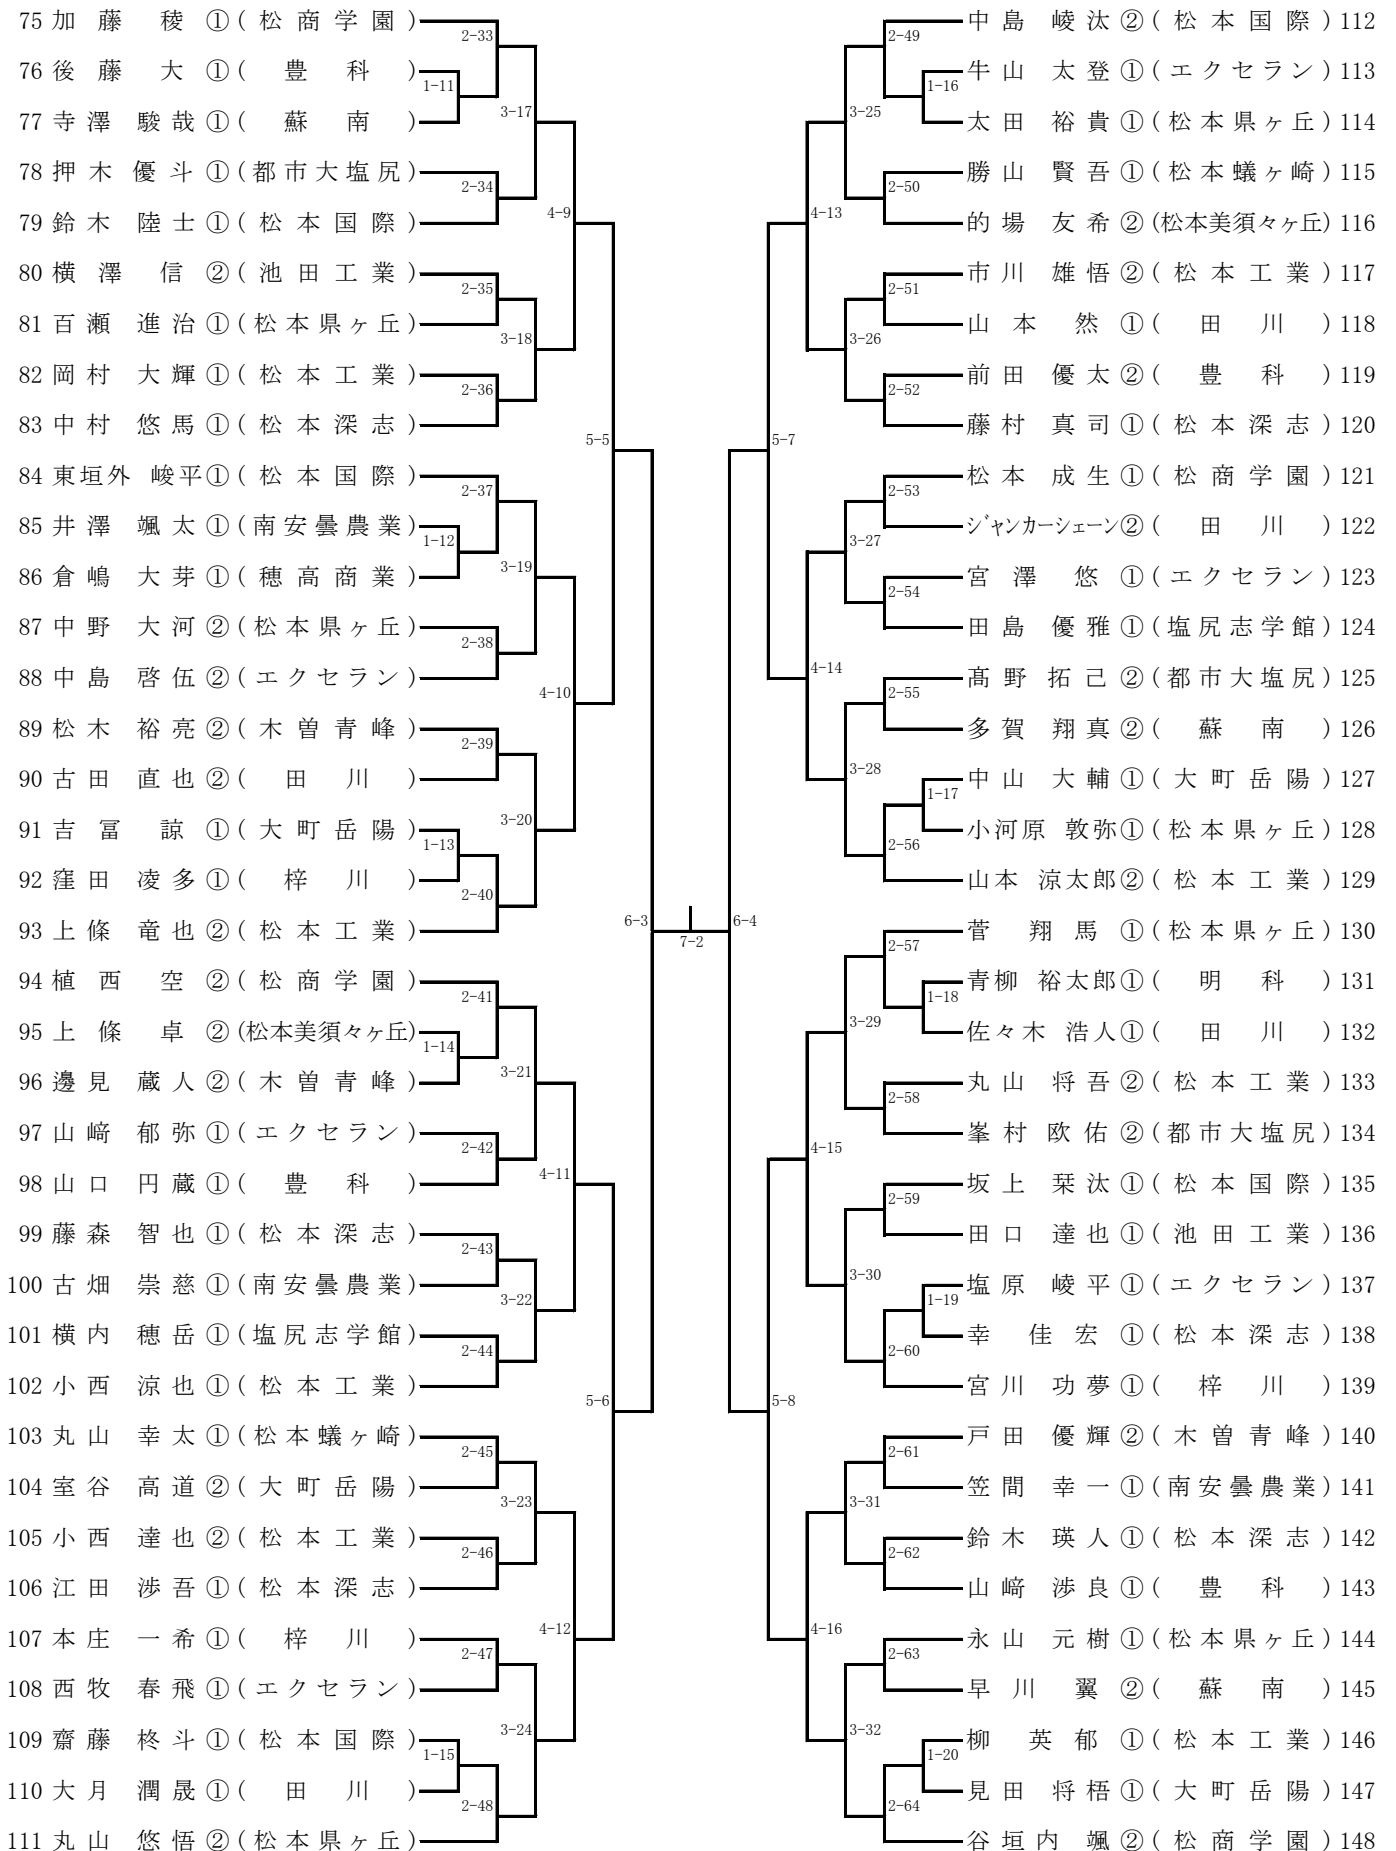 75 加藤 稜 ① (松商学園)
76 後藤 大 ① (豊科)
77 寺澤 駿哉 ① (蘇南)
78 押木 優斗 ① (都市大塩尻)
79 鈴木 陸士 ① (松本国際)
80 横澤 信 ② (池田工業)
81 百瀬 進治 ① (松本県ヶ丘)
82 岡村 大輝 ① (松本工業)
83 中村 悠馬 ① (松本深志)
84 東垣外 峻平 ① (松本国際)
85 井澤 颯太 ① (南安曇農業)
86 倉嶋 大芽 ① (穂高商業)
87 中野 大河 ② (松本県ヶ丘)
88 中島 啓伍 ② (エクセラン)
89 松木 裕亮 ② (木曽青峰)
90 古田 直也 ② (田川)
91 吉冨 諒 ① (大町岳陽)
92 窪田 凌多 ① (梓川)
93 上條 竜也 ② (松本工業)
94 植西 空 ② (松商学園)
95 上條 卓 ② (松本美須々ヶ丘)
96 邊見 蔵人 ② (木曽青峰)
97 山﨑 郁弥 ① (エクセラン)
98 山口 円蔵 ① (豊科)
99 藤森 智也 ① (松本深志)
100 古畑 崇慈 ① (南安曇農業)
101 横内 穂岳 ① (塩尻志学館)
102 小西 涼也 ① (松本工業)
103 丸山 幸太 ① (松本蟻ヶ崎)
104 室谷 高道 ② (大町岳陽)
105 小西 達也 ② (松本工業)
106 江田 渉吾 ① (松本深志)
107 本庄 一希 ① (梓川)
108 西牧 春飛 ① (エクセラン)
109 齋藤 柊斗 ① (松本国際)
110 大月 潤晟 ① (田川)
111 丸山 悠悟 ② (松本県ヶ丘)
1-11
1-12
1-13
1-14
1-15
2-33
2-34
2-35
2-36
2-37
2-38
2-39
2-40
2-41
2-42
2-43
2-44
2-45
2-46
2-47
2-48
3-17
3-18
3-19
3-20
3-21
3-22
3-23
3-24
4-9
4-10
4-11
4-12
5-5
5-6
6-3
7-2
6-4
5-7
5-8
4-13
4-14
4-15
4-16
3-25
3-26
3-27
3-28
3-29
3-30
3-31
3-32
2-49
2-50
2-51
2-52
2-53
2-54
2-55
2-56
2-57
2-58
2-59
2-60
2-61
2-62
2-63
2-64
1-16
1-17
1-18
1-19
1-20
中島 崚汰 ② (松本国際) 112
牛山 太登 ① (エクセラン) 113
太田 裕貴 ① (松本県ヶ丘) 114
勝山 賢吾 ① (松本蟻ヶ崎) 115
的場 友希 ② (松本美須々ヶ丘) 116
市川 雄悟 ② (松本工業) 117
山本 然 ① (田川) 118
前田 優太 ② (豊科) 119
藤村 真司 ① (松本深志) 120
松本 成生 ① (松商学園) 121
ジャンカーシェーン ② (田川) 122
宮澤 悠 ① (エクセラン) 123
田島 優雅 ① (塩尻志学館) 124
髙野 拓己 ② (都市大塩尻) 125
多賀 翔真 ② (蘇南) 126
中山 大輔 ① (大町岳陽) 127
小河原 敦弥 ① (松本県ヶ丘) 128
山本 涼太郎 ② (松本工業) 129
菅 翔馬 ① (松本県ヶ丘) 130
青柳 裕太郎 ① (明科) 131
佐々木 浩人 ① (田川) 132
丸山 将吾 ② (松本工業) 133
峯村 欧佑 ② (都市大塩尻) 134
坂上 栞汰 ① (松本国際) 135
田口 達也 ① (池田工業) 136
塩原 崚平 ① (エクセラン) 137
幸 佳宏 ① (松本深志) 138
宮川 功夢 ① (梓川) 139
戸田 優輝 ② (木曽青峰) 140
笠間 幸一 ① (南安曇農業) 141
鈴木 瑛人 ① (松本深志) 142
山﨑 渉良 ① (豊科) 143
永山 元樹 ① (松本県ヶ丘) 144
早川 翼 ② (蘇南) 145
柳 英郁 ① (松本工業) 146
見田 将梧 ① (大町岳陽) 147
谷垣内 颯 ② (松商学園) 148